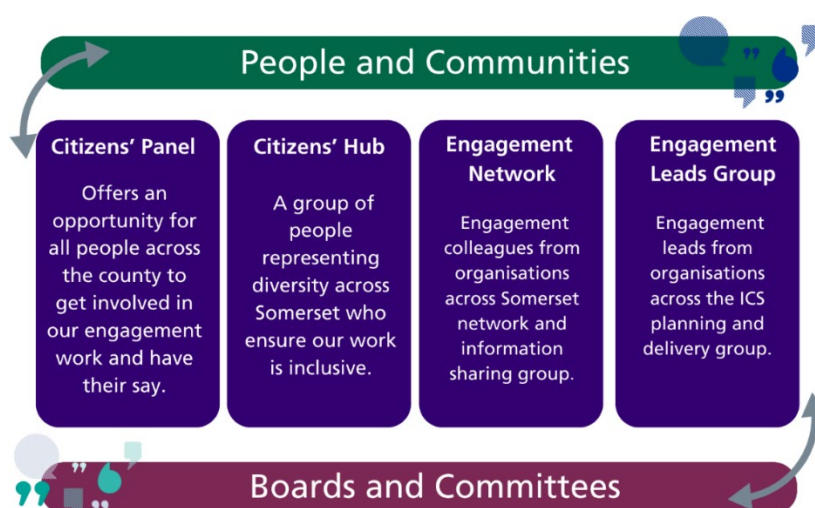 People and Communities
Citizens' Panel
Offers an
opportunity for
all people across
the county to
get involved in
our engagement
work and have
their say.
Citizens' Hub
A group of
people
representing
diversity across
Somerset who
ensure our work
is inclusive.
Engagement
Network
Engagement
colleagues from
organisations
across Somerset
network and
information
sharing group.
Engagement
Leads Group
Engagement
leads from
organisations
across the ICS
planning and
delivery group.
Boards and Committees